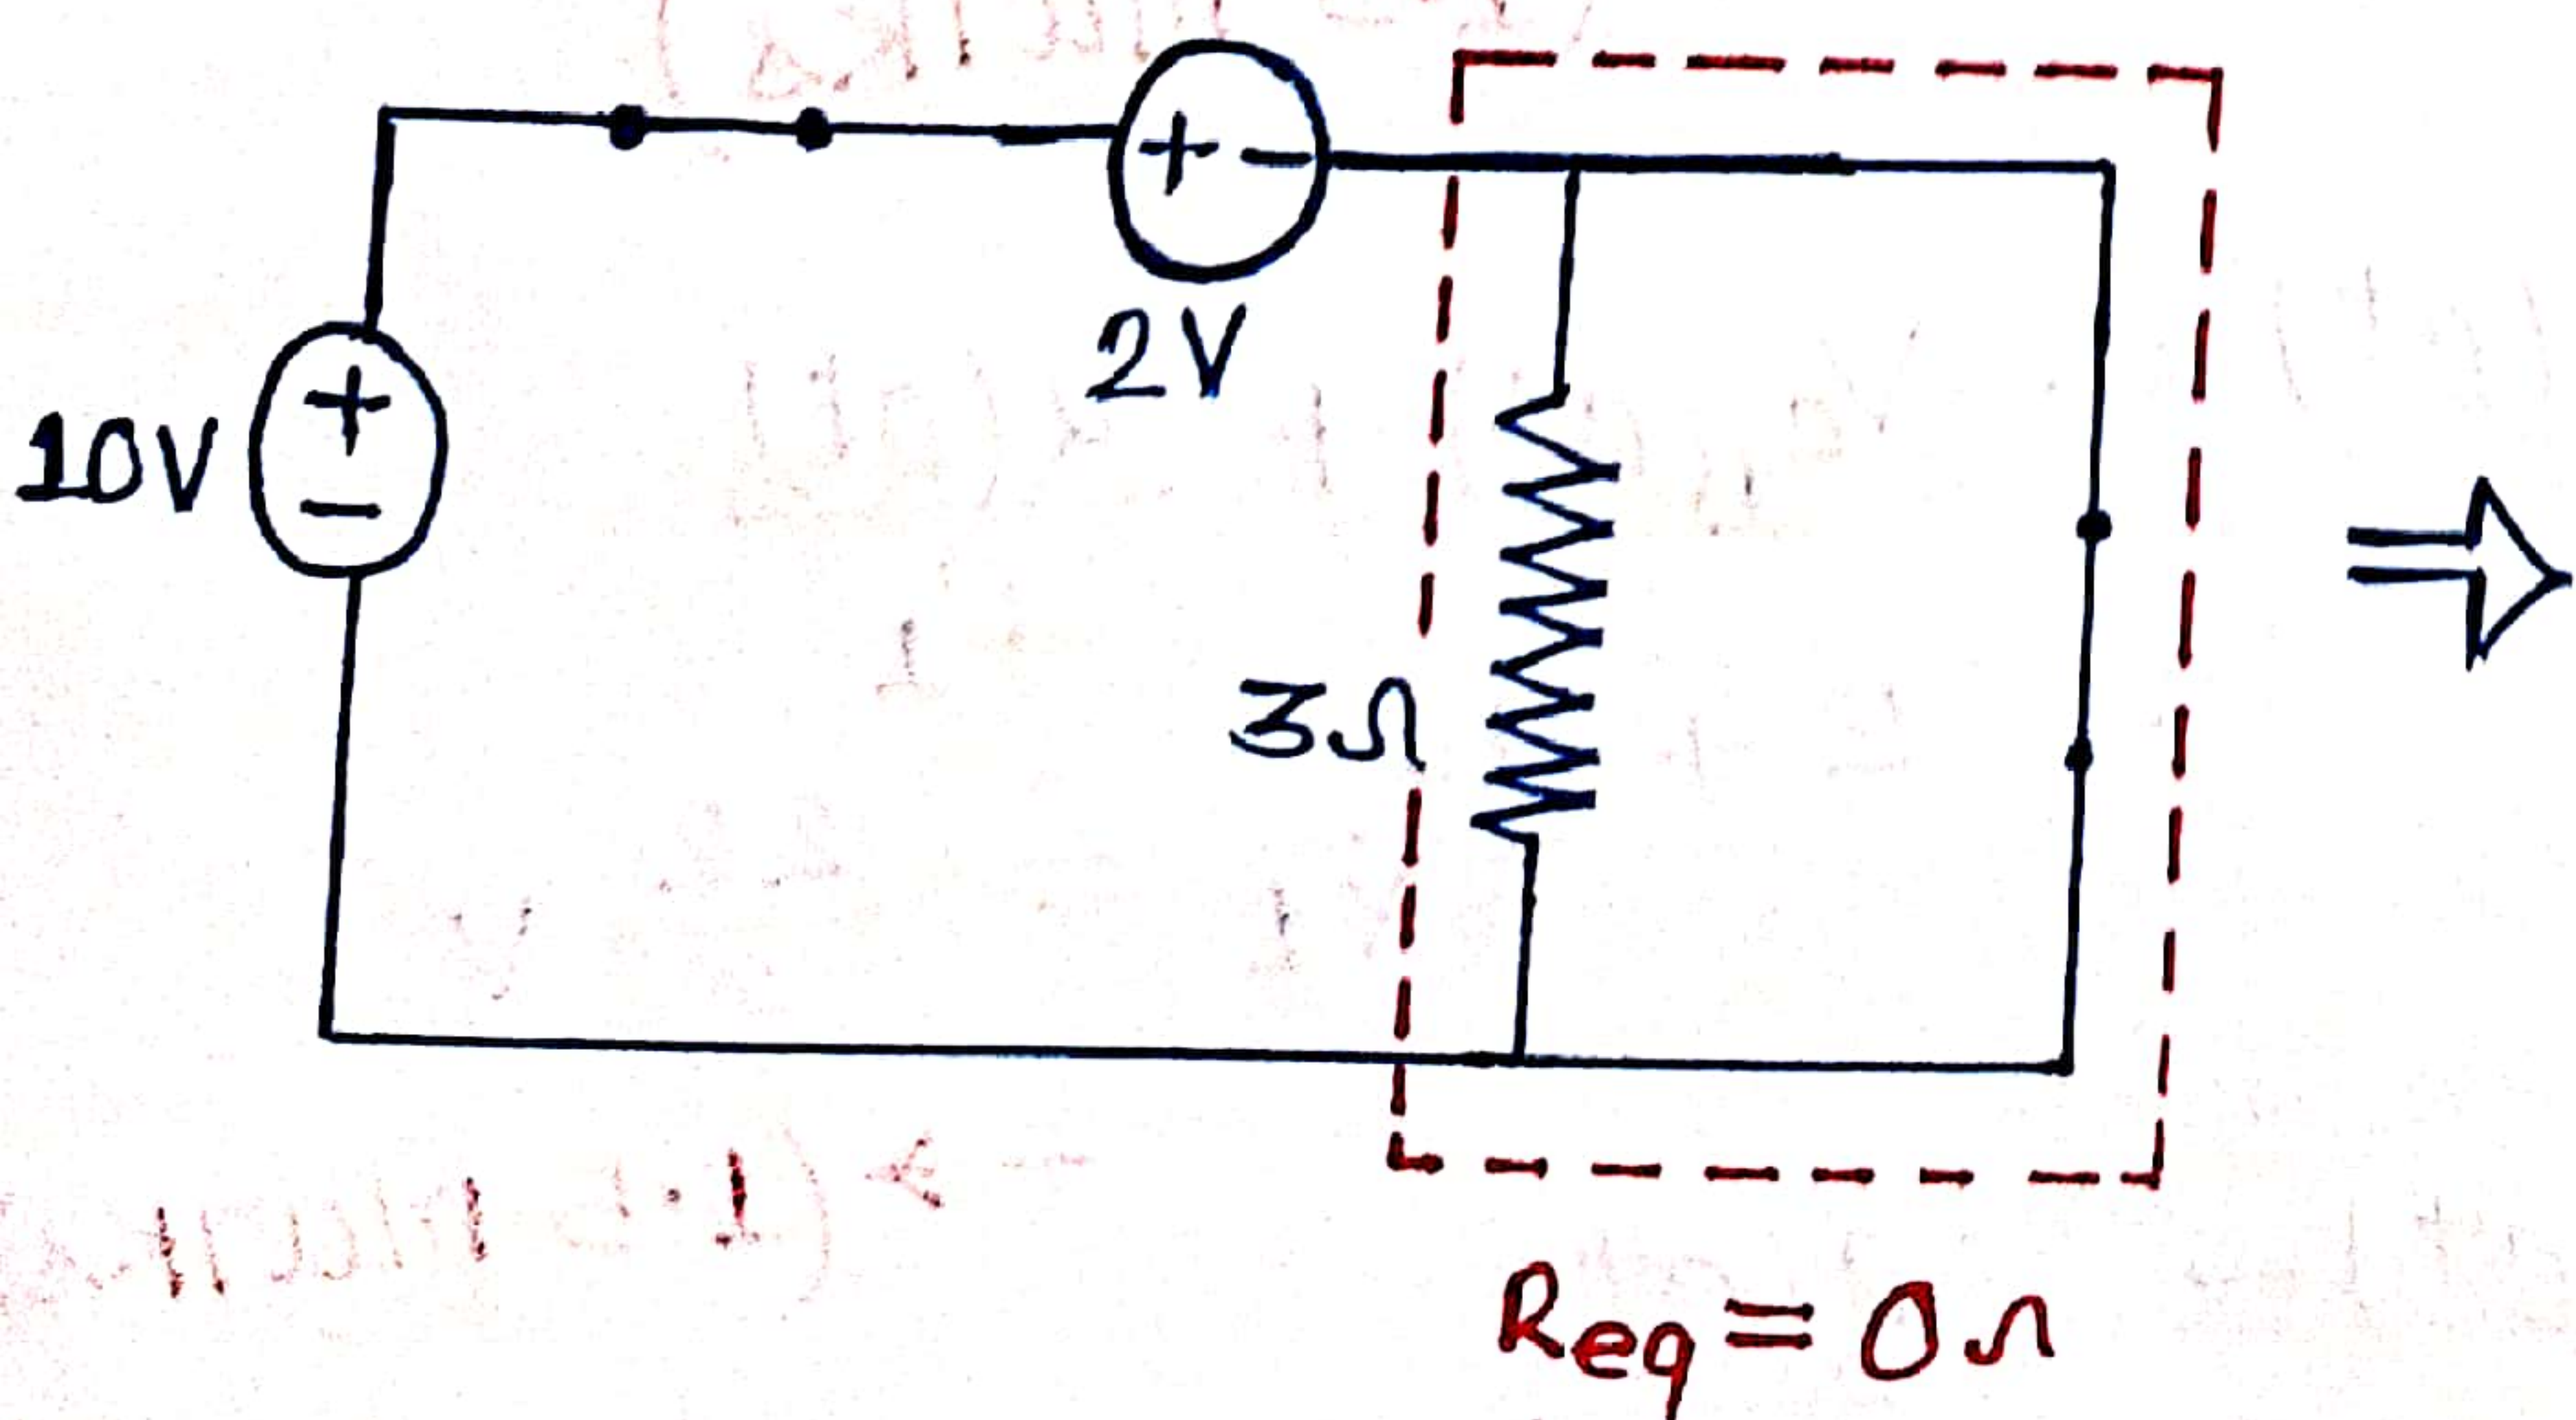 + -
2V
10V
+
-
3Ω
Req = 0Ω